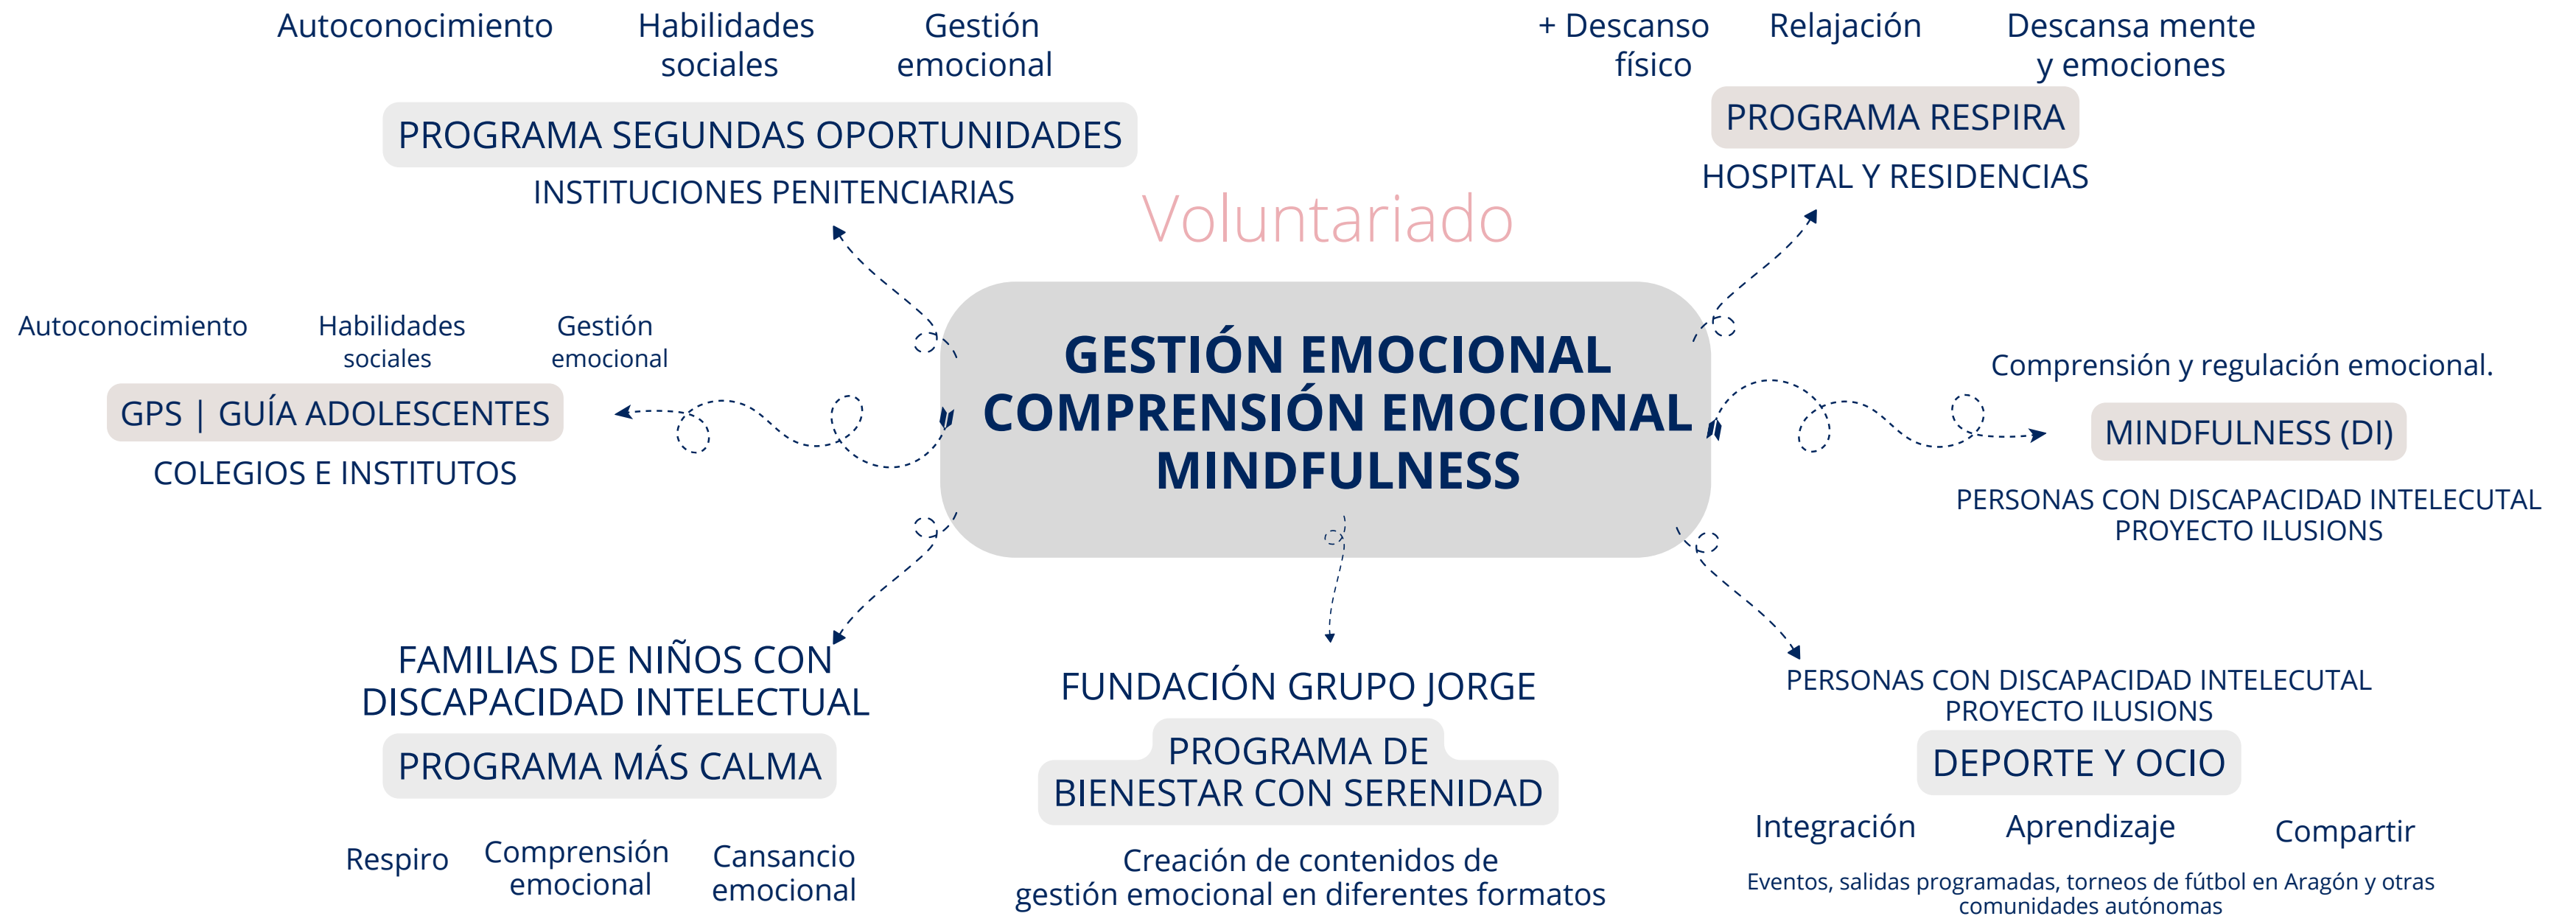 Autoconocimiento
Habilidades
sociales
Gestión
emocional
PROGRAMA SEGUNDAS OPORTUNIDADES
INSTITUCIONES PENITENCIARIAS
+ Descanso
físico
Relajación
Descansa mente
y emociones
PROGRAMA RESPIRA
HOSPITAL Y RESIDENCIAS
Voluntariado
Autoconocimiento
Habilidades
sociales
Gestión
emocional
GPS | GUÍA ADOLESCENTES
COLEGIOS E INSTITUTOS
GESTIÓN EMOCIONAL
COMPRENSIÓN EMOCIONAL
MINDFULNESS
Comprensión y regulación emocional.
MINDFULNESS (DI)
PERSONAS CON DISCAPACIDAD INTELECUTAL
PROYECTO ILUSIONS
FAMILIAS DE NIÑOS CON
DISCAPACIDAD INTELECTUAL
PROGRAMA MÁS CALMA
Respiro
Comprensión
emocional
Cansancio
emocional
FUNDACIÓN GRUPO JORGE
PROGRAMA DE
BIENESTAR CON SERENIDAD
Creación de contenidos de
gestión emocional en diferentes formatos
PERSONAS CON DISCAPACIDAD INTELECUTAL
PROYECTO ILUSIONS
DEPORTE Y OCIO
Integración
Aprendizaje
Compartir
Eventos, salidas programadas, torneos de fútbol en Aragón y otras
comunidades autónomas